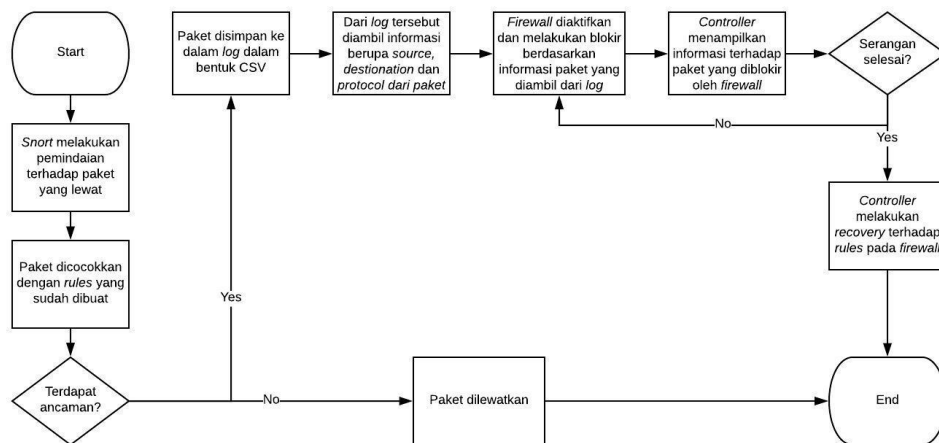 Start
Snort melakukan
pemindaian
terhadap paket
yang lewat
Paket dicocokkan
dengan rules yang
sudah dibuat
Terdapat
ancaman?
Yes
No
Paket disimpan ke
dalam log dalam
bentuk CSV
Dari log tersebut
diambil informasi
berupa source,
destionation dan
protocol dari paket
Firewall diaktifkan
dan melakukan blokir
berdasarkan
informasi paket yang
diambil dari log
Controller
menampilkan
informasi terhadap
paket yang diblokir
oleh firewall
Serangan
selesai?
No
Yes
Controller
melakukan
recovery terhadap
rules pada firewall
Paket dilewatkan
End